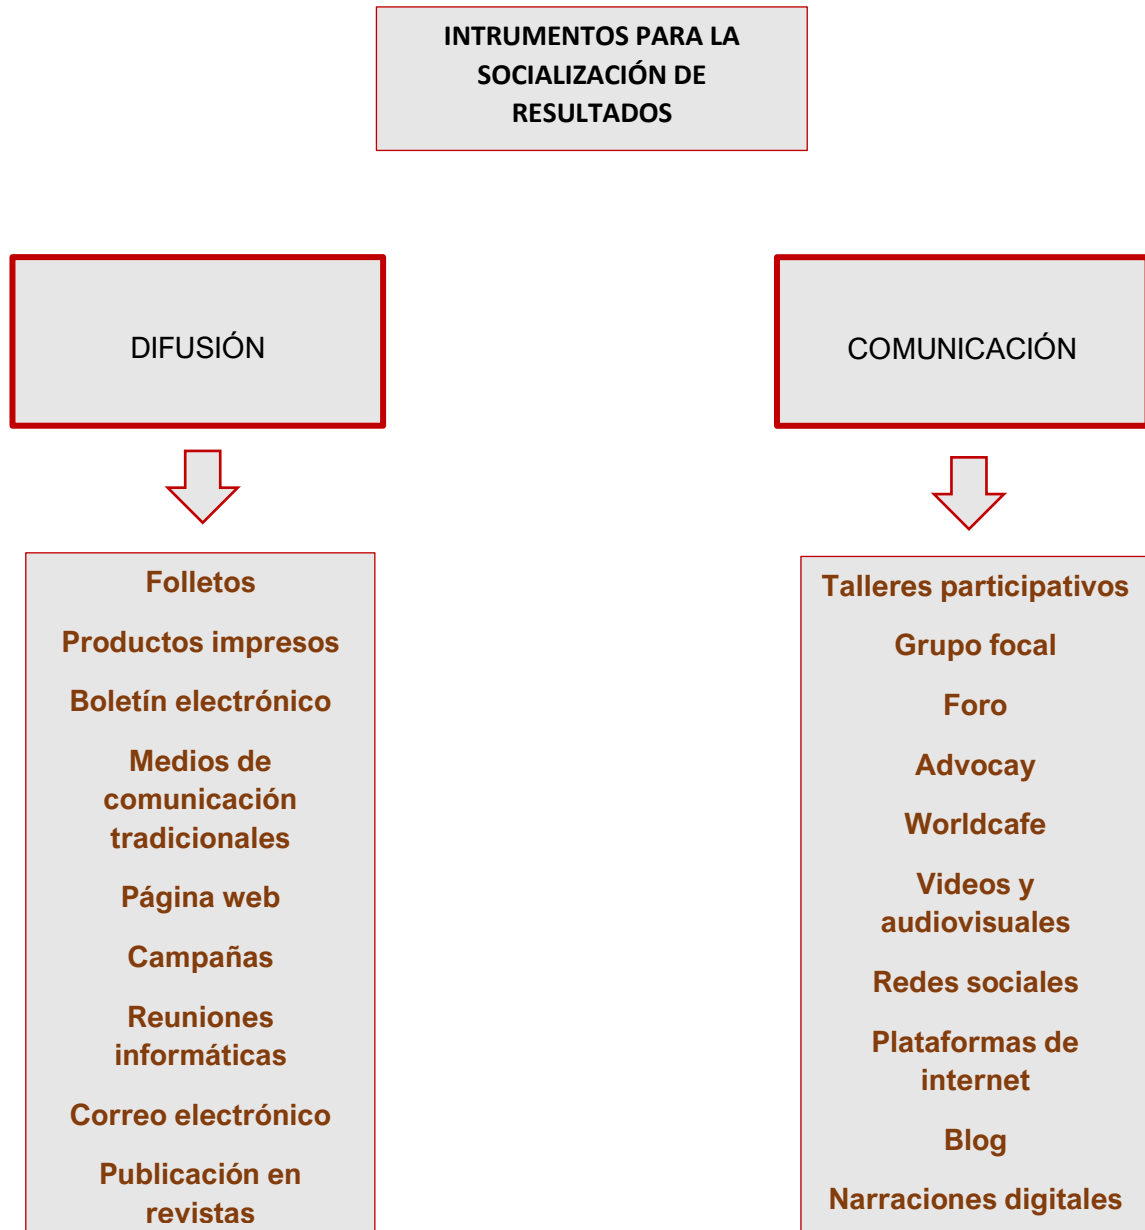 INTRUMENTOS PARA LA
SOCIALIZACIÓN DE
RESULTADOS
DIFUSIÓN
COMUNICACIÓN
Folletos
Productos impresos
Boletín electrónico
Medios de
comunicación
tradicionales
Página web
Campañas
Reuniones
informáticas
Correo electrónico
Publicación en
revistas
Talleres participativos
Grupo focal
Foro
Advocay
Worldcafe
Videos y
audiovisuales
Redes sociales
Plataformas de
internet
Blog
Narraciones digitales